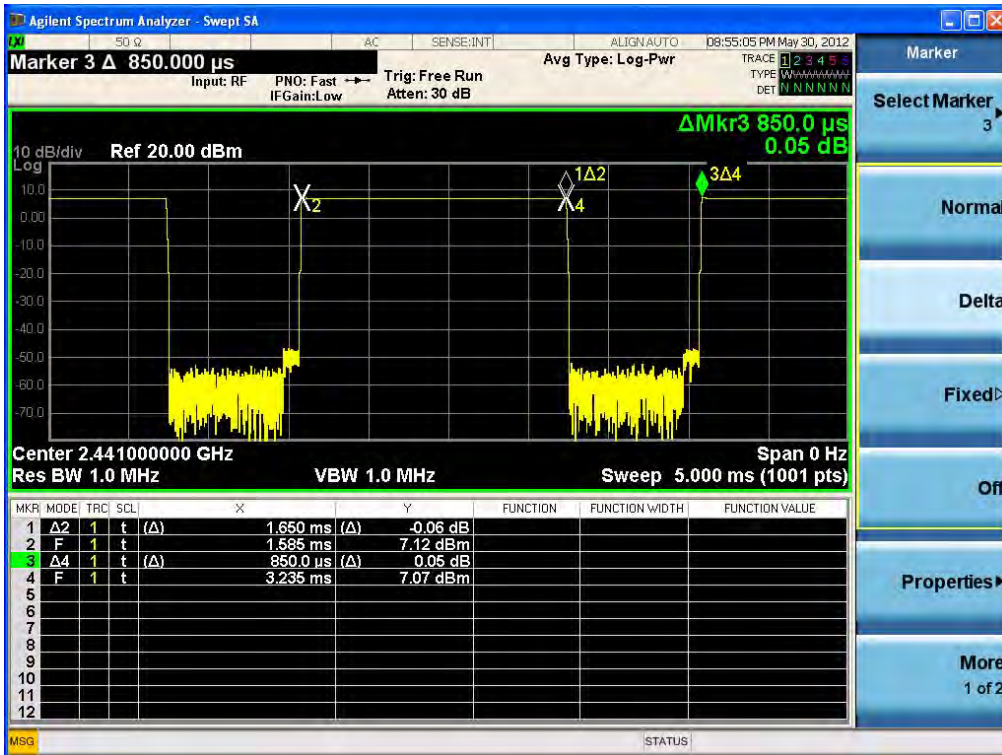 Agilent Spectrum Analyzer - Swept SA
LXI 50 Ω AC SENSE:INT ALIGNAUTO 08:55:05 PM May 30, 2012
Marker 3 Δ 850.000 µs
Input: RF PNO: Fast Trig: Free Run Avg Type: Log-Pwr TRACE 1 2 3 4 5 6
IFGain:Low Atten: 30 dB TYPE
DET N N N N N N
ΔMkr3 850.0 µs
0.05 dB
10 dB/div Ref 20.00 dBm
Log
10.0
0.00
-10.0
-20.0
-30.0
-40.0
-50.0
-60.0
-70.0
2
1Δ2
4
3Δ4
Center 2.441000000 GHz Span 0 Hz
Res BW 1.0 MHz VBW 1.0 MHz Sweep 5.000 ms (1001 pts)
MKR MODE TRC SCL X Y FUNCTION FUNCTION WIDTH FUNCTION VALUE
1 Δ2 1 t (Δ) 1.650 ms (Δ) -0.06 dB
2 F 1 t 1.585 ms 7.12 dBm
3 Δ4 1 t (Δ) 850.0 µs (Δ) 0.05 dB
4 F 1 t 3.235 ms 7.07 dBm
5
6
7
8
9
10
11
12
MSG STATUS
Marker
Select Marker
3
Normal
Delta
Fixed
Off
Properties
More
1 of 2